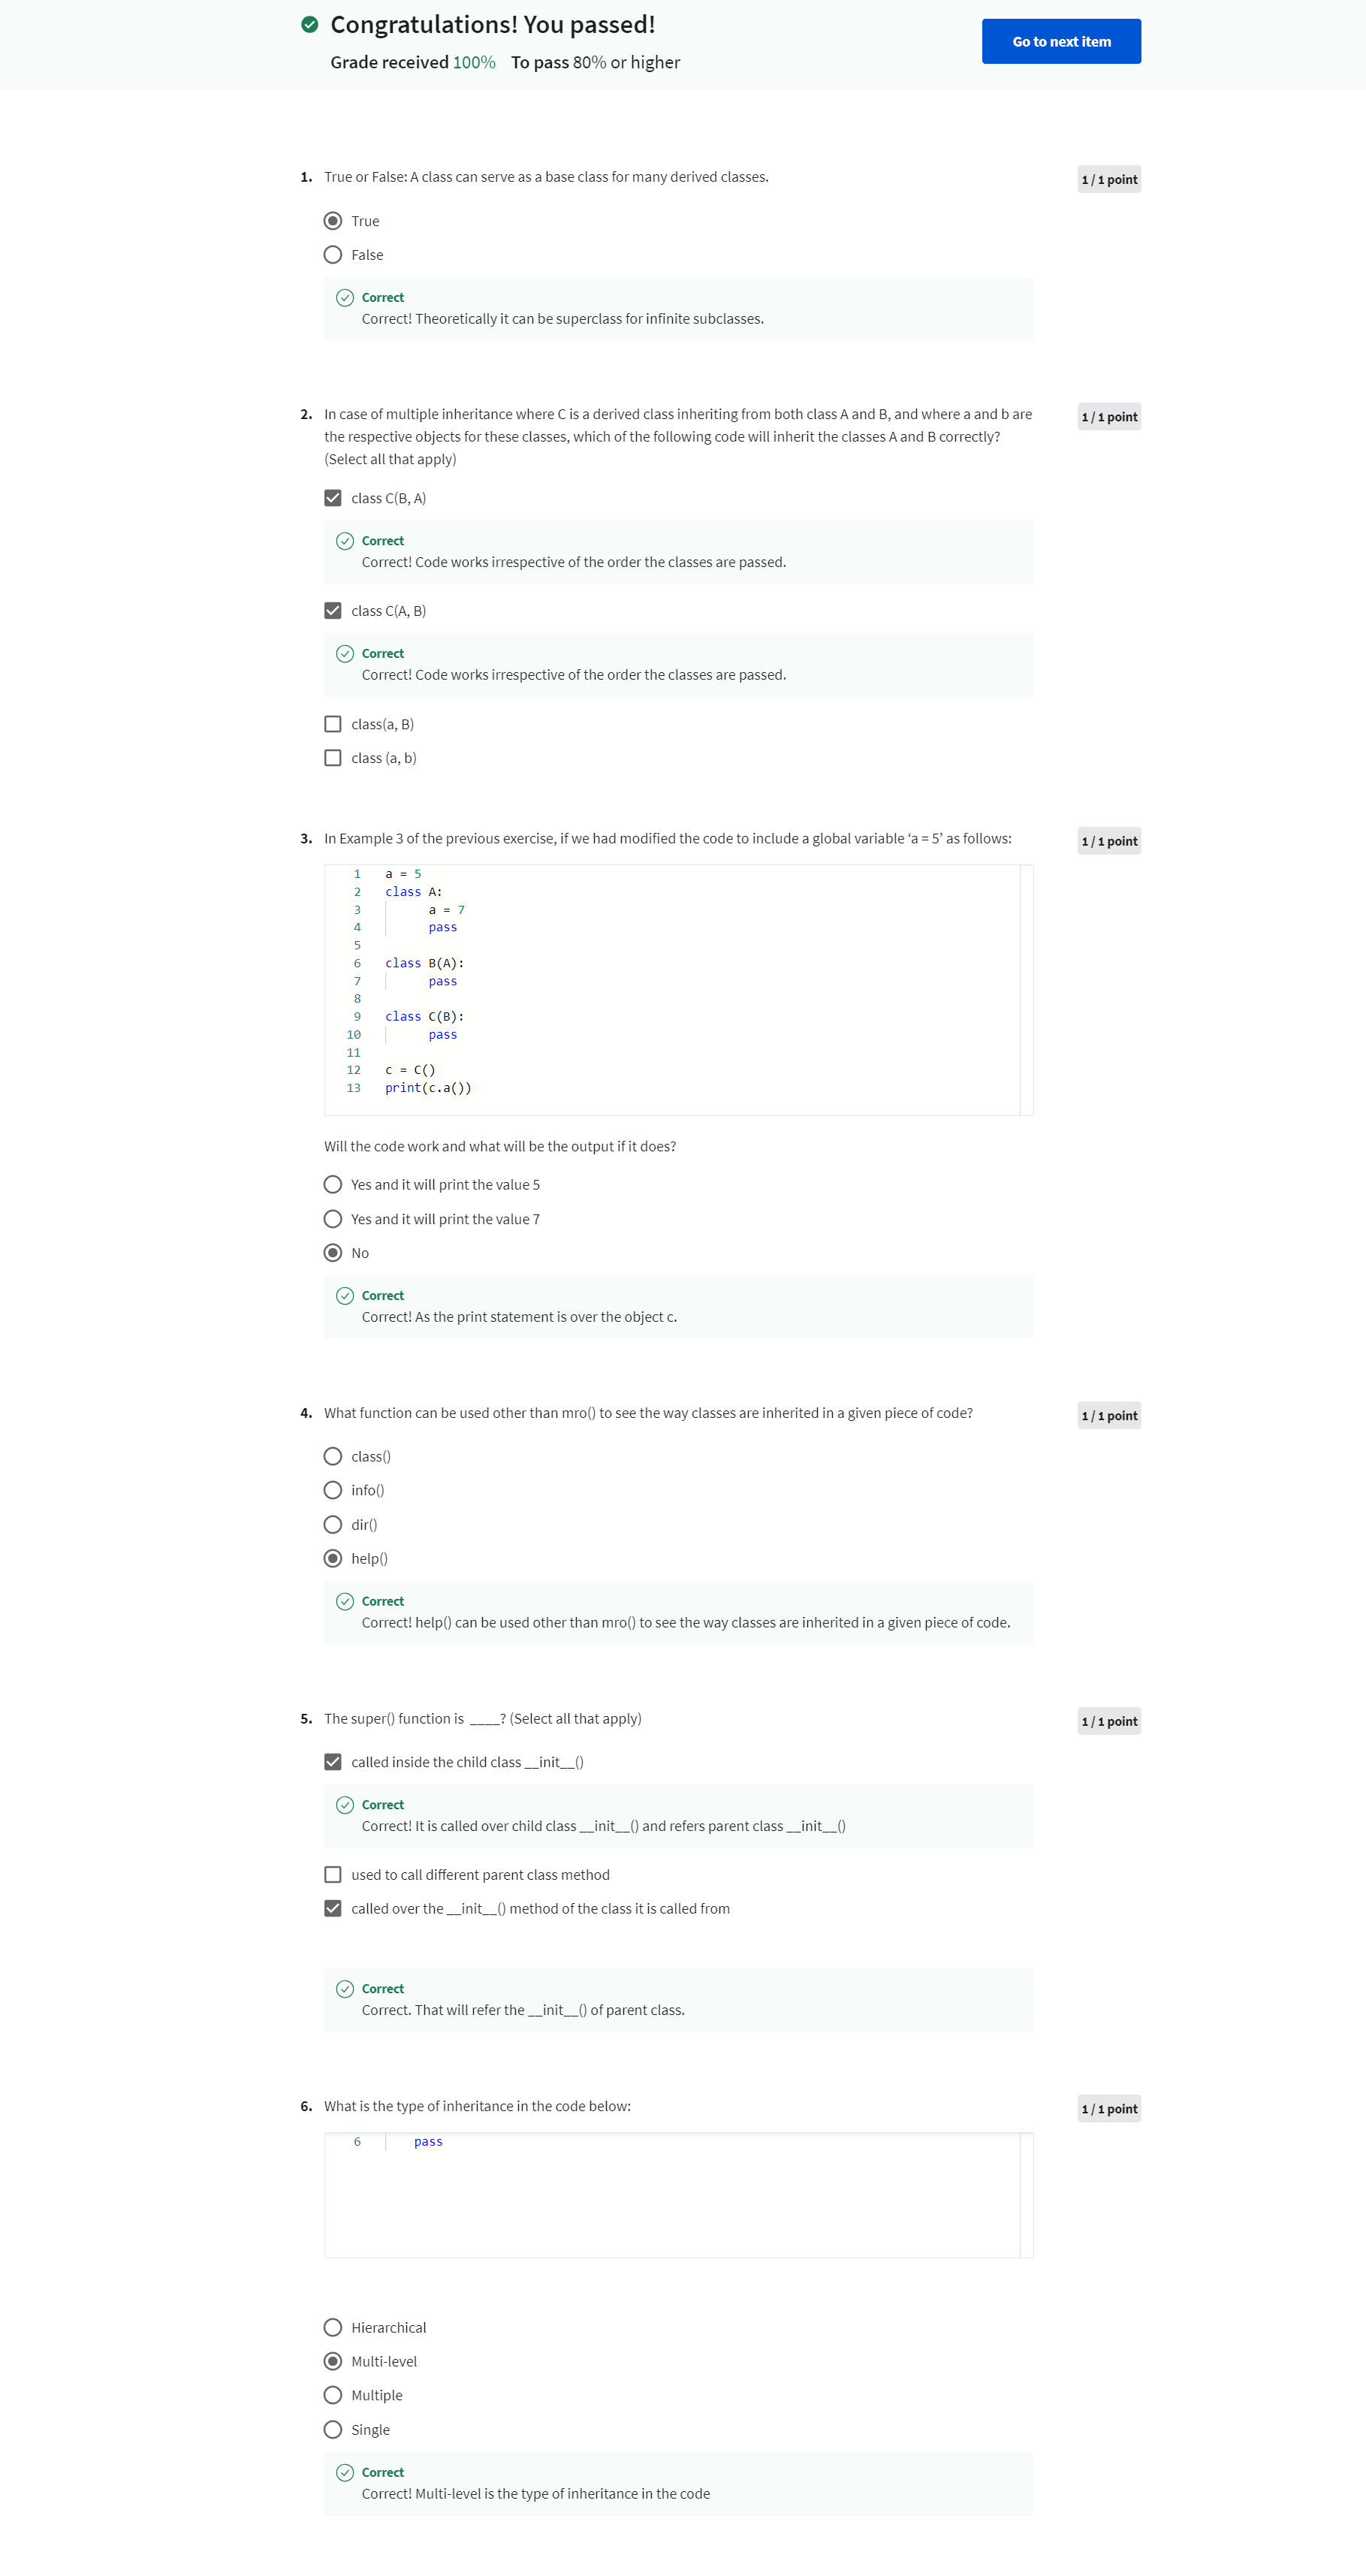 Congratulations! You passed!
Go to next item
Grade received 100% To pass 80% or higher
1. True or False: A class can serve as a base class for many derived classes.
1 / 1 point
True
False
Correct
Correct! Theoretically it can be superclass for infinite subclasses.
2. In case of multiple inheritance where C is a derived class inheriting from both class A and B, and where a and b are
1 / 1 point
the respective objects for these classes, which of the following code will inherit the classes A and B correctly?
(Select all that apply)
class C(B, A)
Correct
Correct! Code works irrespective of the order the classes are passed.
class C(A, B)
Correct
Correct! Code works irrespective of the order the classes are passed.
class(a, B)
class (a, b)
3. In Example 3 of the previous exercise, if we had modified the code to include a global variable ‘a = 5’ as follows:
1 / 1 point
1 a = 5
2 class A:
3 a = 7
4 pass
5
6 class B(A):
7 pass
8
9 class C(B):
10 pass
11
12 c = C()
13 print(c.a())
Will the code work and what will be the output if it does?
Yes and it will print the value 5
Yes and it will print the value 7
No
Correct
Correct! As the print statement is over the object c.
4. What function can be used other than mro() to see the way classes are inherited in a given piece of code?
1 / 1 point
class()
info()
dir()
help()
Correct
Correct! help() can be used other than mro() to see the way classes are inherited in a given piece of code.
5. The super() function is ____? (Select all that apply)
1 / 1 point
called inside the child class __init__()
Correct
Correct! It is called over child class __init__() and refers parent class __init__()
used to call different parent class method
called over the __init__() method of the class it is called from
Correct
Correct. That will refer the __init__() of parent class.
6. What is the type of inheritance in the code below:
1 / 1 point
6 pass
Hierarchical
Multi-level
Multiple
Single
Correct
Correct! Multi-level is the type of inheritance in the code